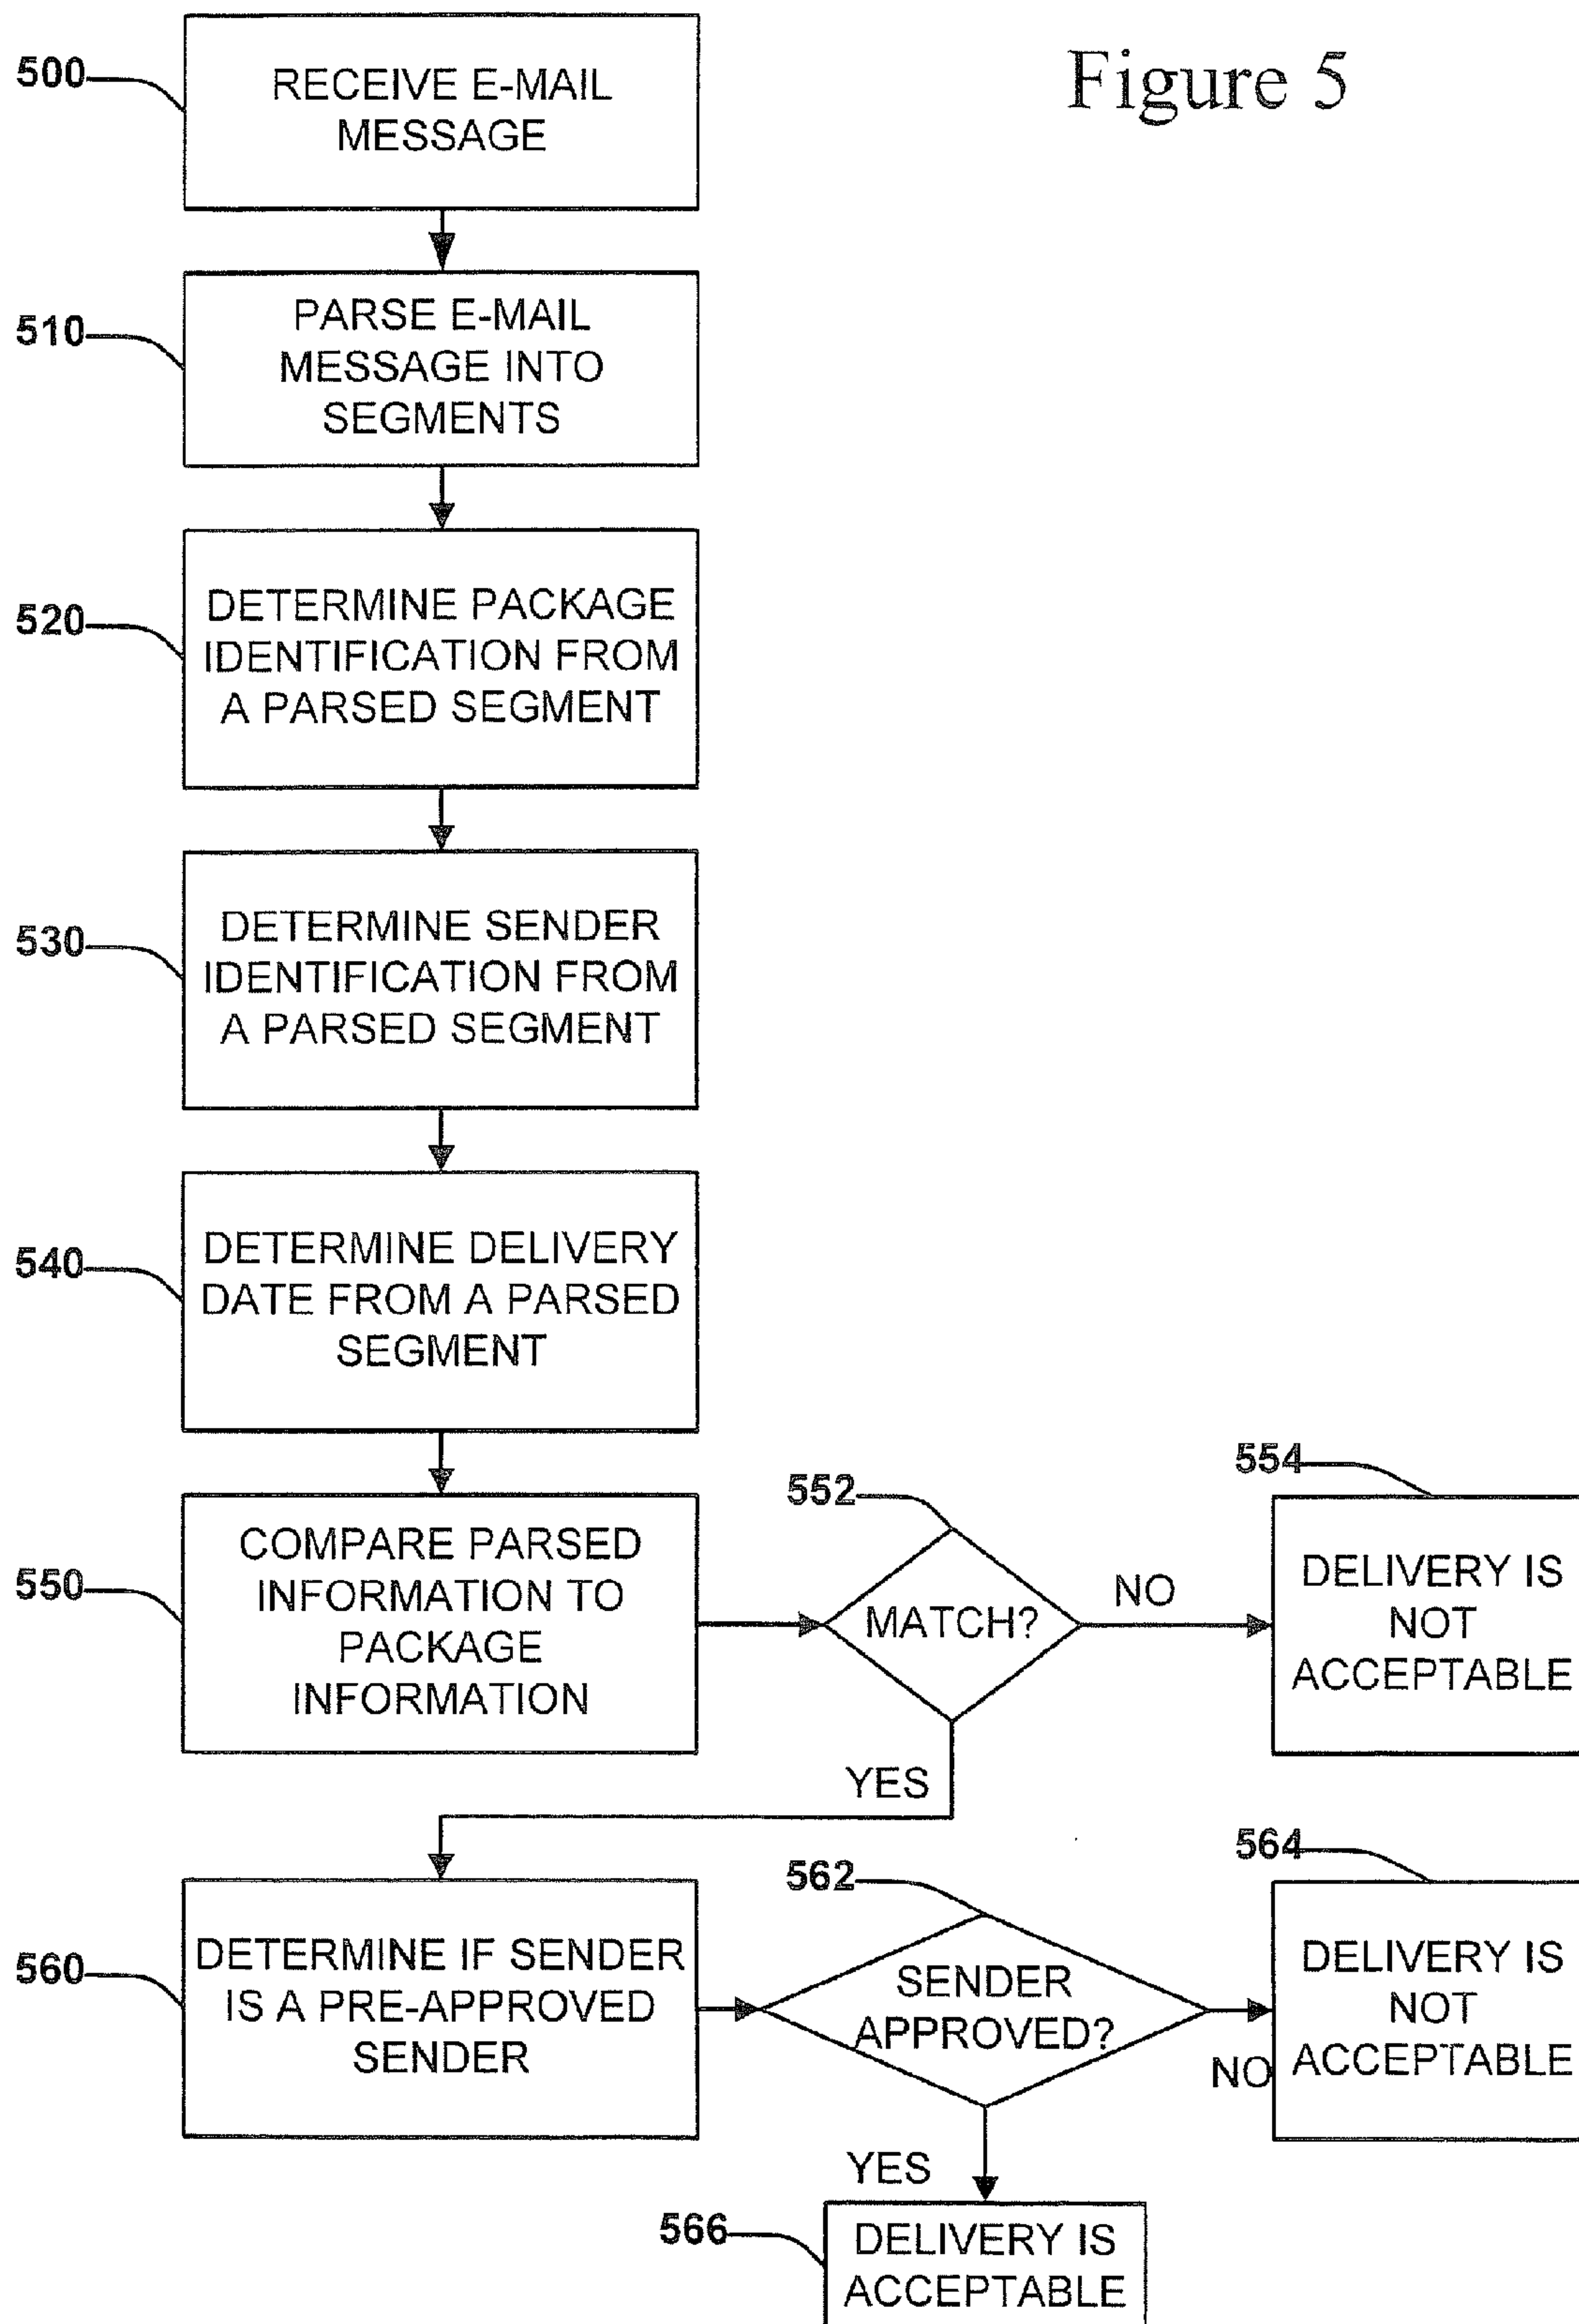 Figure 5
500
RECEIVE E-MAIL
MESSAGE
510
PARSE E-MAIL
MESSAGE INTO
SEGMENTS
520
DETERMINE PACKAGE
IDENTIFICATION FROM
A PARSED SEGMENT
530
DETERMINE SENDER
IDENTIFICATION FROM
A PARSED SEGMENT
540
DETERMINE DELIVERY
DATE FROM A PARSED
SEGMENT
550
COMPARE PARSED
INFORMATION TO
PACKAGE
INFORMATION
552
MATCH?
NO
554
DELIVERY IS
NOT
ACCEPTABLE
YES
560
DETERMINE IF SENDER
IS A PRE-APPROVED
SENDER
562
SENDER
APPROVED?
NO
564
DELIVERY IS
NOT
ACCEPTABLE
YES
566
DELIVERY IS
ACCEPTABLE